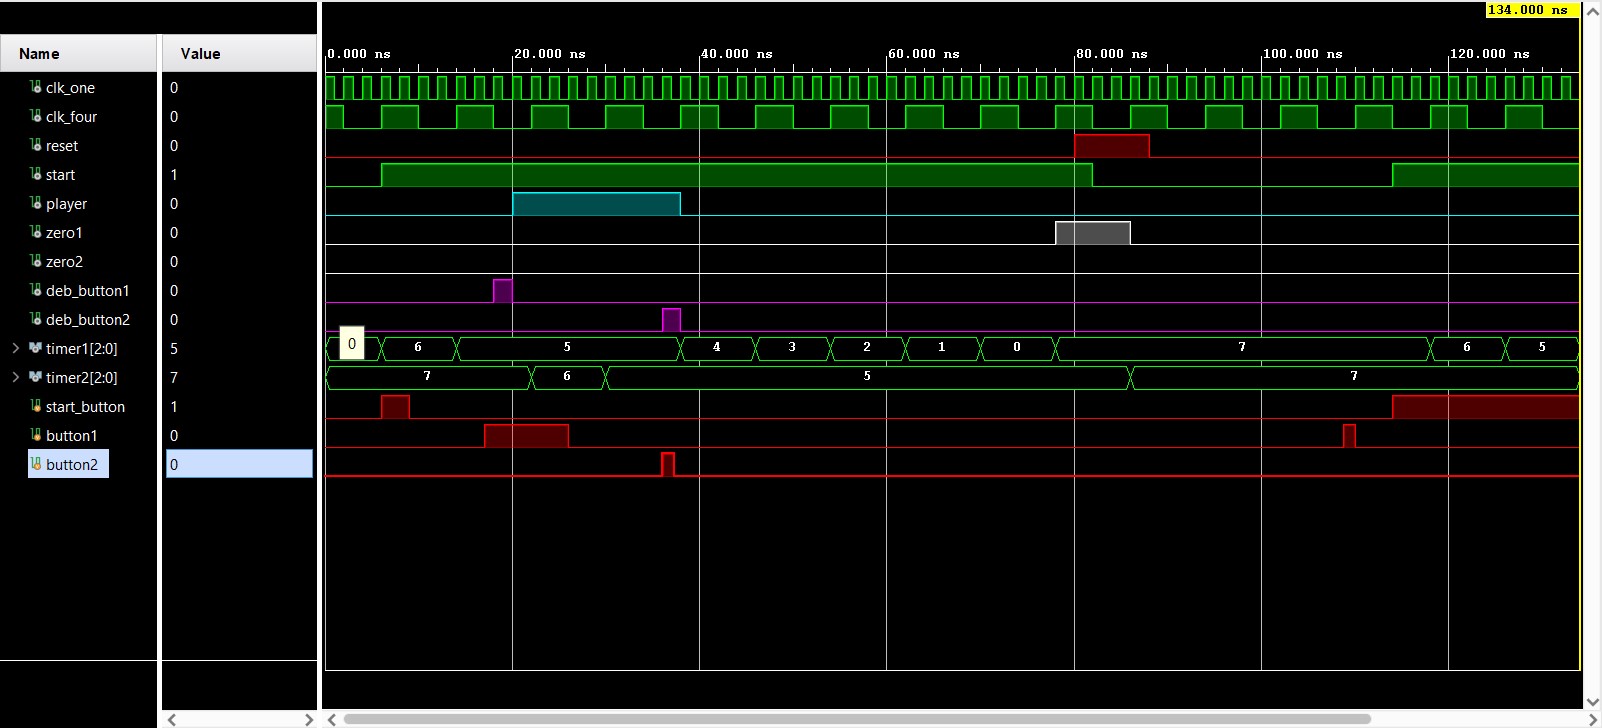 134.000 ns
Name Value 0.000 ns 20.000 ns 40.000 ns 60.000 ns 80.000 ns 100.000 ns 120.000 ns
clk_one 0
clk_four 0
reset 0
start 1
player 0
zero1 0
zero2 0
deb_button1 0
deb_button2 0
timer1[2:0] 5 0 6 5 4 3 2 1 0 7 6 5
timer2[2:0] 7 7 6 5 7
start_button 1
button1 0
button2 0